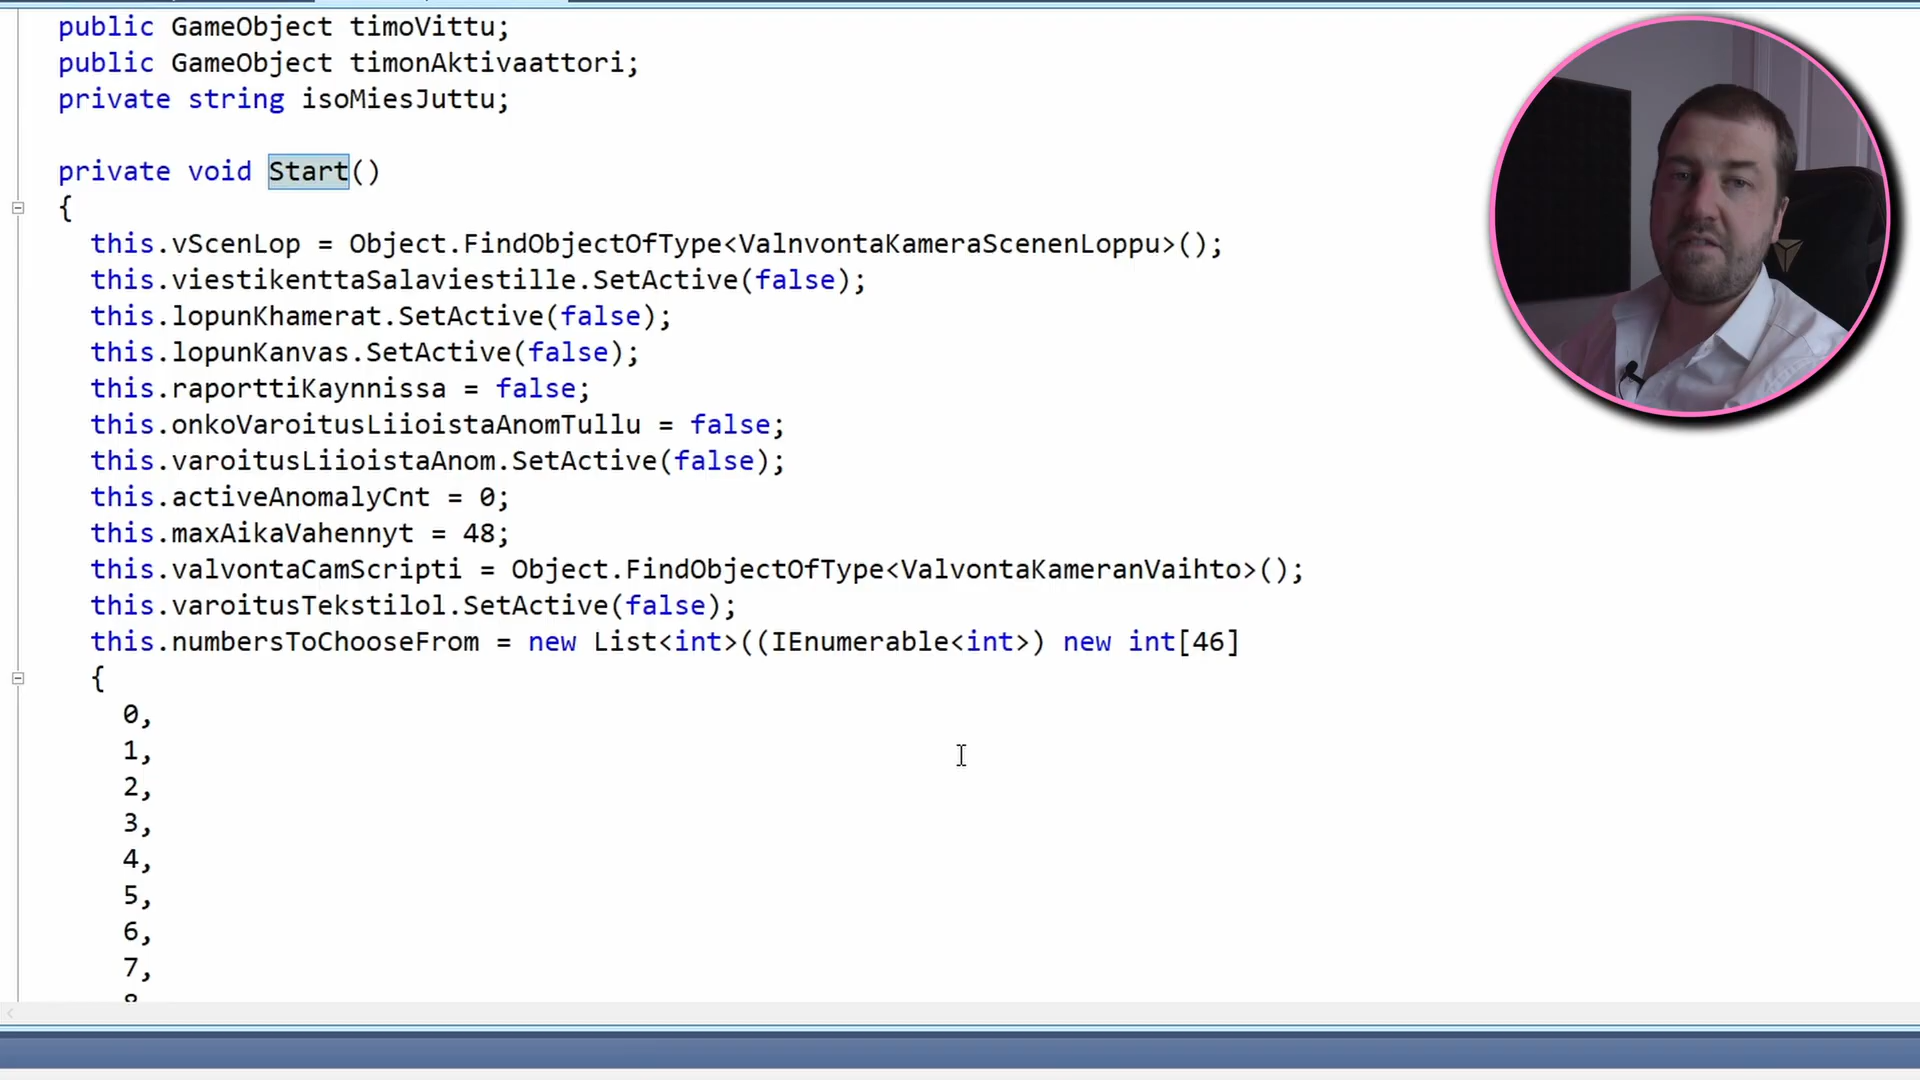 public GameObject timoVittu;
public GameObject timonAktivaattori;
private string isoMiesJuttu;
private void Start()
{
this.vScenLop = Object.FindObjectOfType<ValnvontaKameraScenenLoppu>();
this.viestikenttaSalaviestille.SetActive(false);
this.lopunKhamerat.SetActive(false);
this.lopunKanvas.SetActive(false);
this.raporttiKaynnissa = false;
this.onkoVaroitusLiioistaAnomTullu = false;
this.varoitusLiioistaAnom.SetActive(false);
this.activeAnomalyCnt = 0;
this.maxAikaVahennyt = 48;
this.valvontaCamScripti = Object.FindObjectOfType<ValvontaKameranVaihto>();
this.varoitusTekstilol.SetActive(false);
this.numbersToChooseFrom = new List<int>((IEnumerable<int>) new int[46]
{
0,
1,
2,
3,
4,
5,
6,
7,